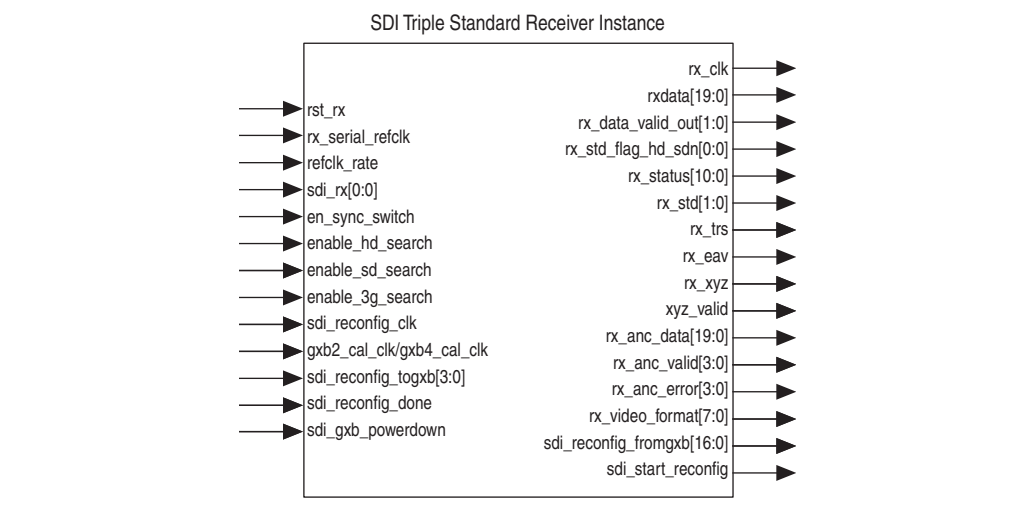 SDI Triple Standard Receiver Instance
rst_rx
rx_serial_refclk
refclk_rate
sdi_rx[0:0]
en_sync_switch
enable_hd_search
enable_sd_search
enable_3g_search
sdi_reconfig_clk
gxb2_cal_clk/gxb4_cal_clk
sdi_reconfig_togxb[3:0]
sdi_reconfig_done
sdi_gxb_powerdown
rx_clk
rxdata[19:0]
rx_data_valid_out[1:0]
rx_std_flag_hd_sdn[0:0]
rx_status[10:0]
rx_std[1:0]
rx_trs
rx_eav
rx_xyz
xyz_valid
rx_anc_data[19:0]
rx_anc_valid[3:0]
rx_anc_error[3:0]
rx_video_format[7:0]
sdi_reconfig_fromgxb[16:0]
sdi_start_reconfig